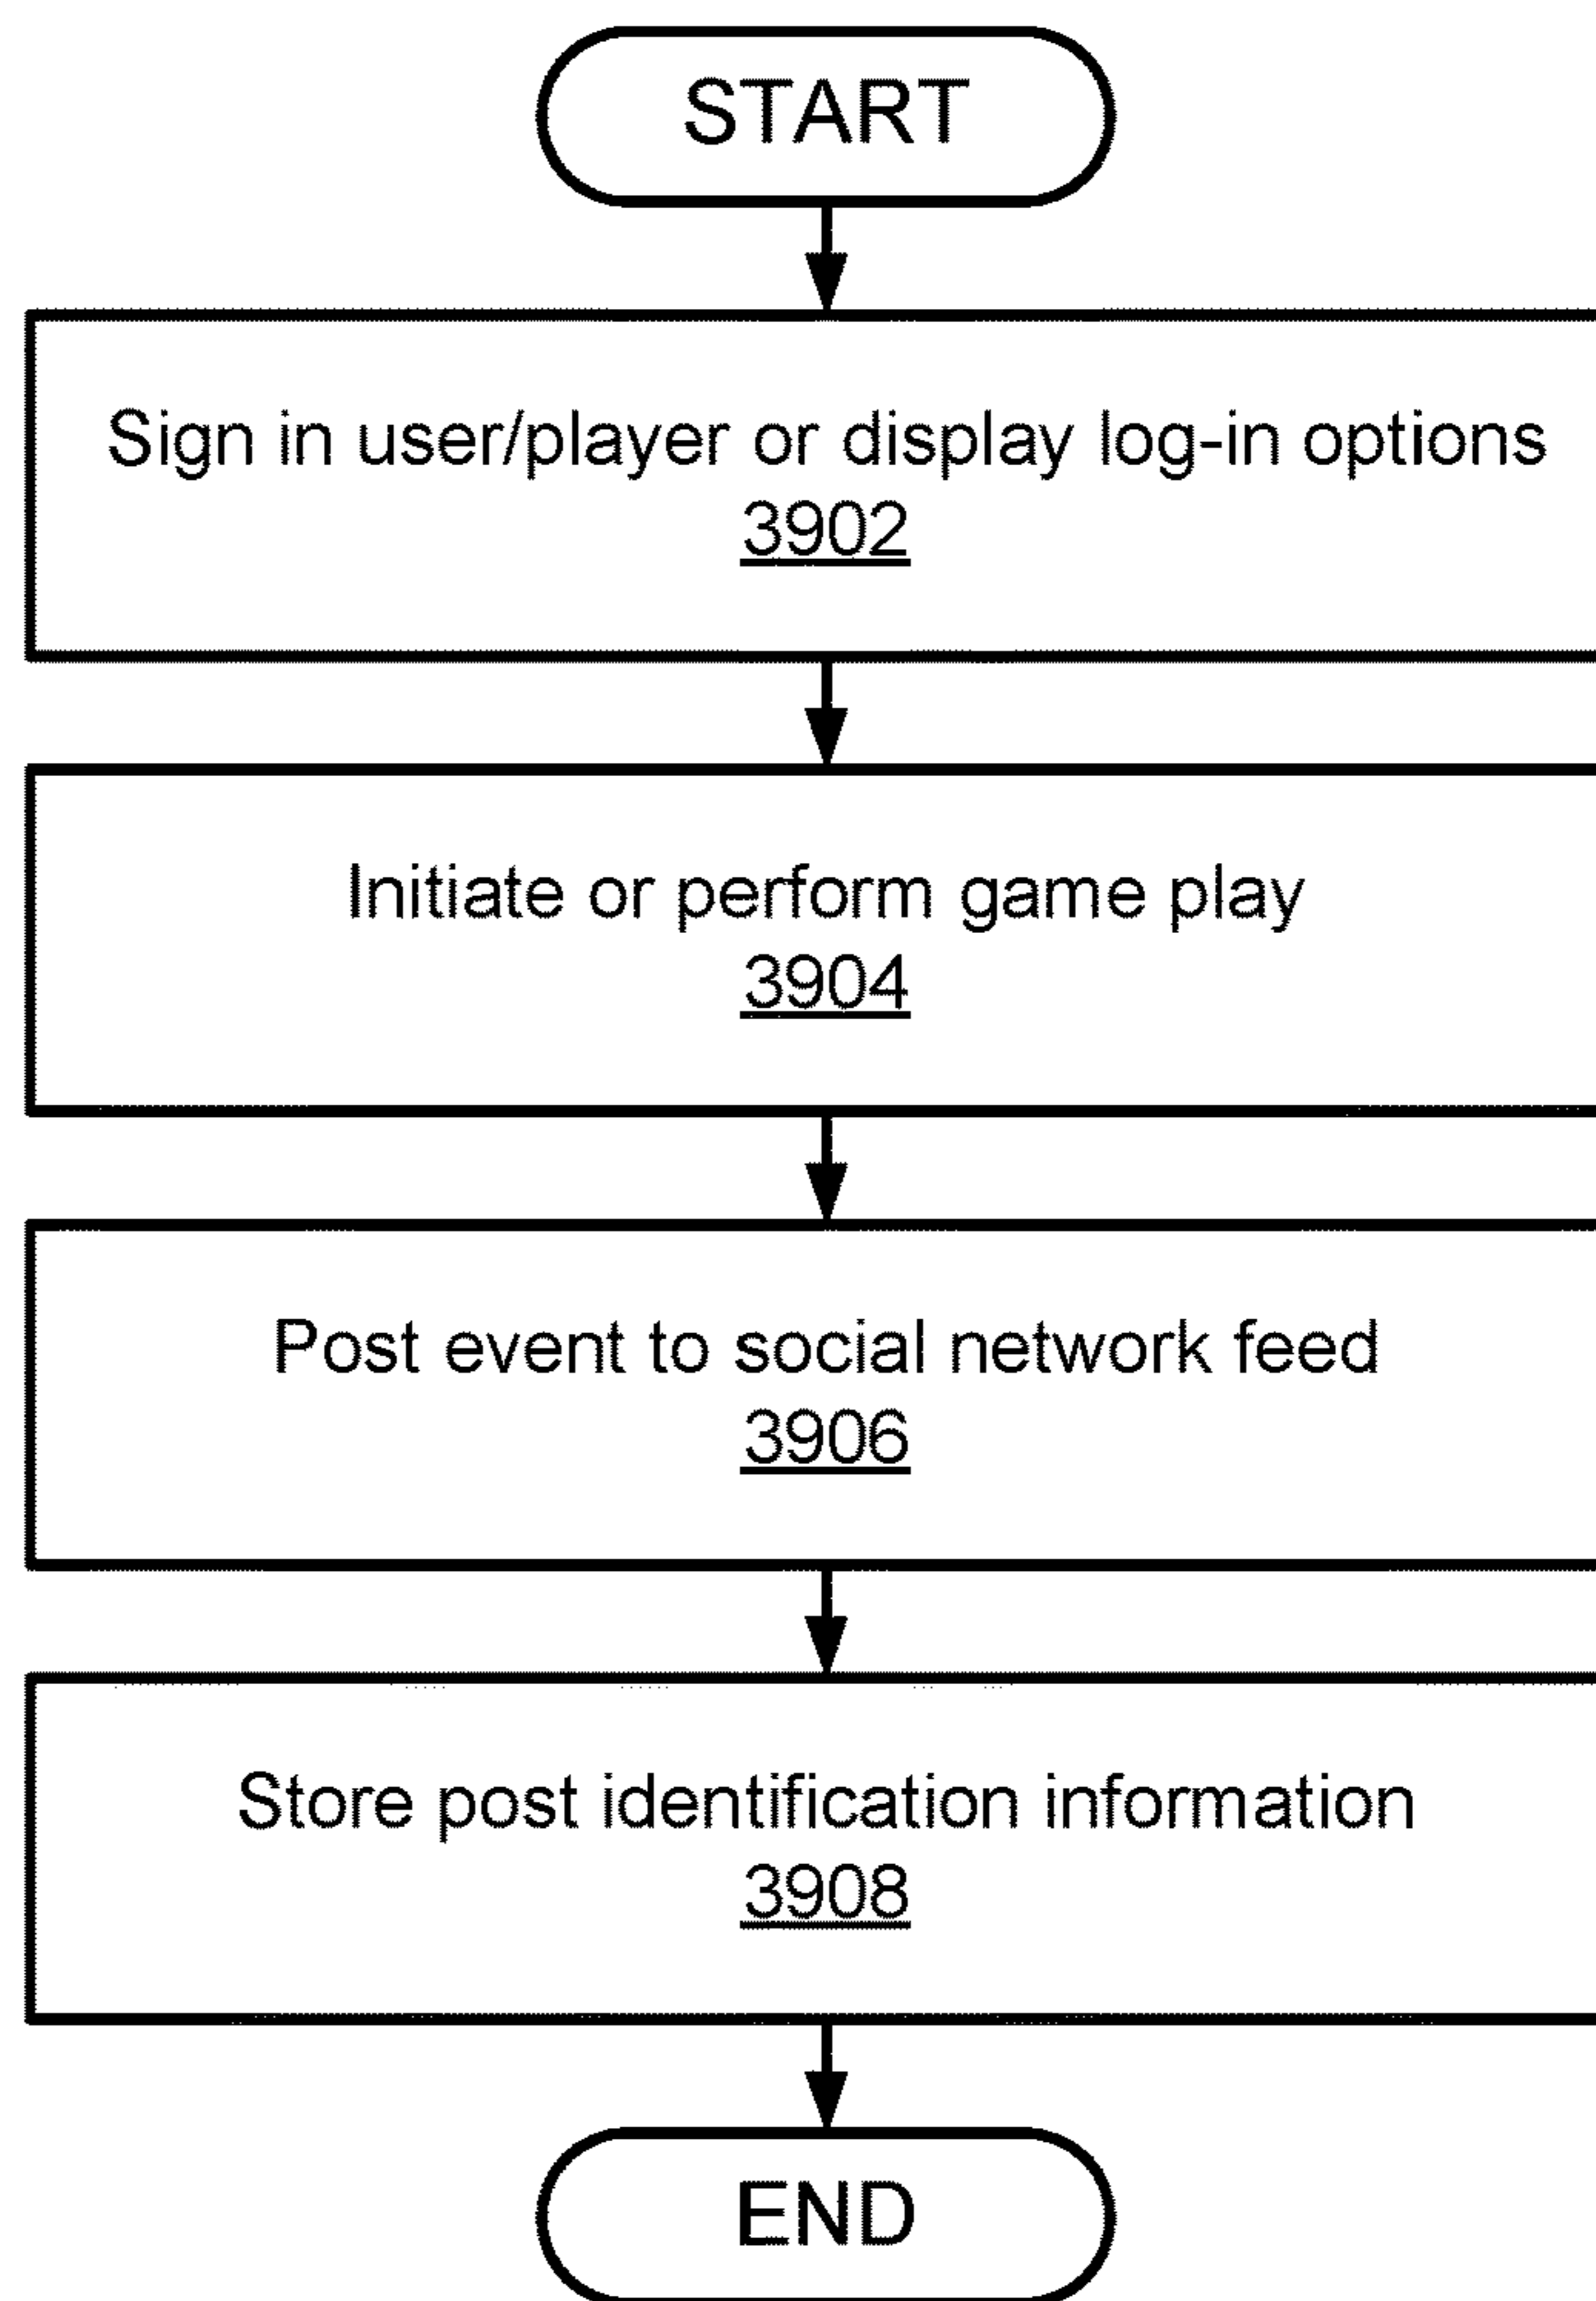 START
Sign in user/player or display log-in options
3902
Initiate or perform game play
3904
Post event to social network feed
3906
Store post identification information
3908
END